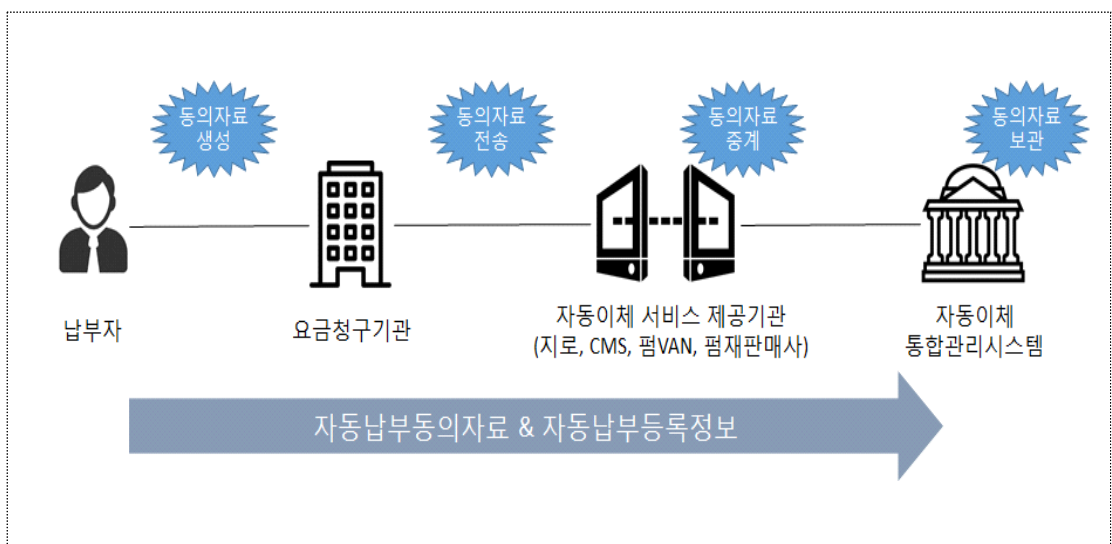 동의자료
생성
동의자료
전송
동의자료
중계
동의자료
보관
납부자
요금청구기관
자동이체 서비스 제공기관
(지로, CMS, 펌VAN, 펌재판매사)
자동이체
통합관리시스템
자동납부동의자료 & 자동납부등록정보